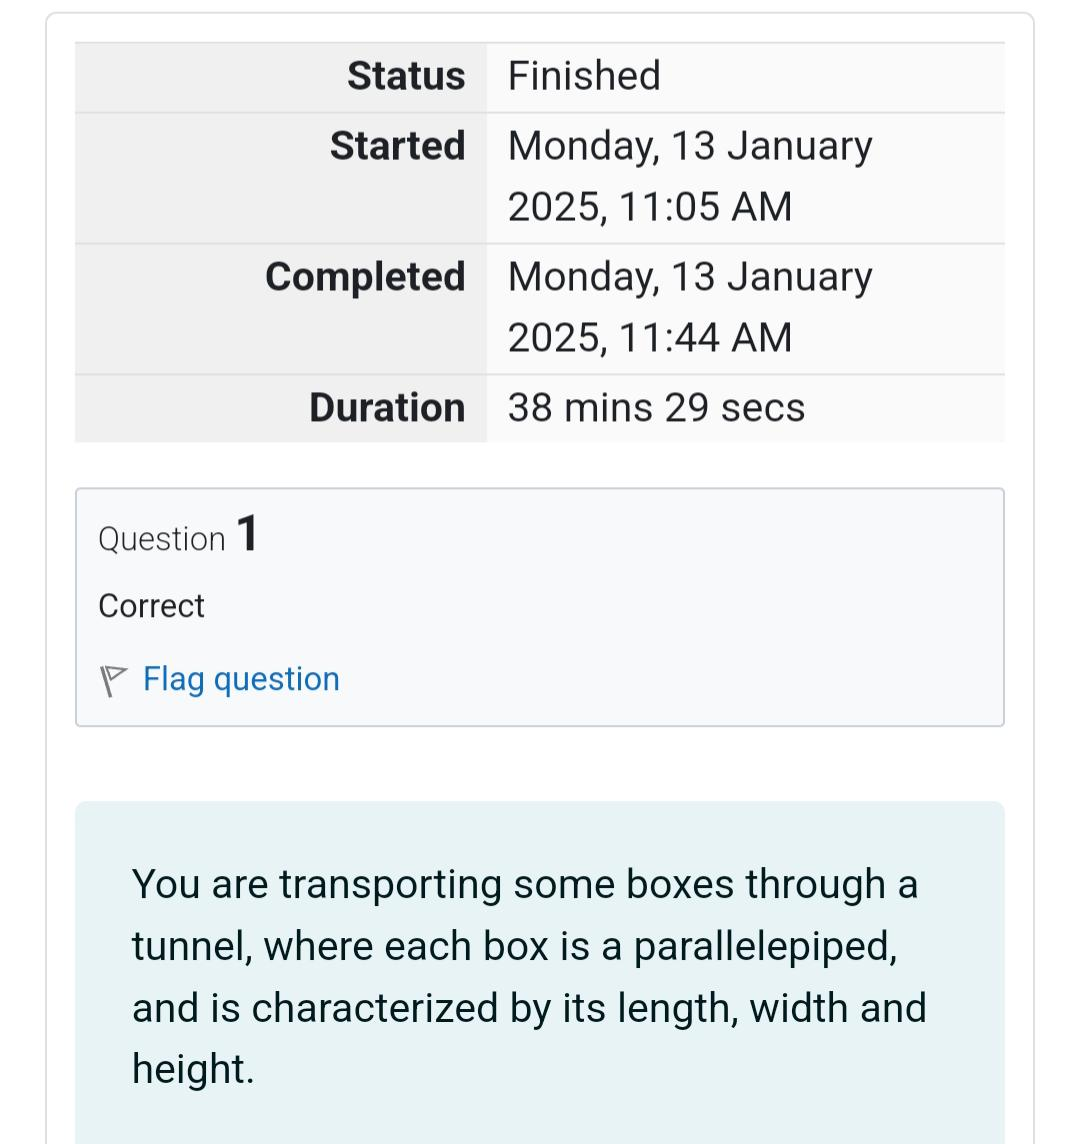 Status Finished
Started Monday, 13 January
2025, 11:05 AM
Completed Monday, 13 January
2025, 11:44 AM
Duration 38 mins 29 secs
Question 1
Correct
Flag question
You are transporting some boxes through a
tunnel, where each box is a parallelepiped,
and is characterized by its length, width and
height.